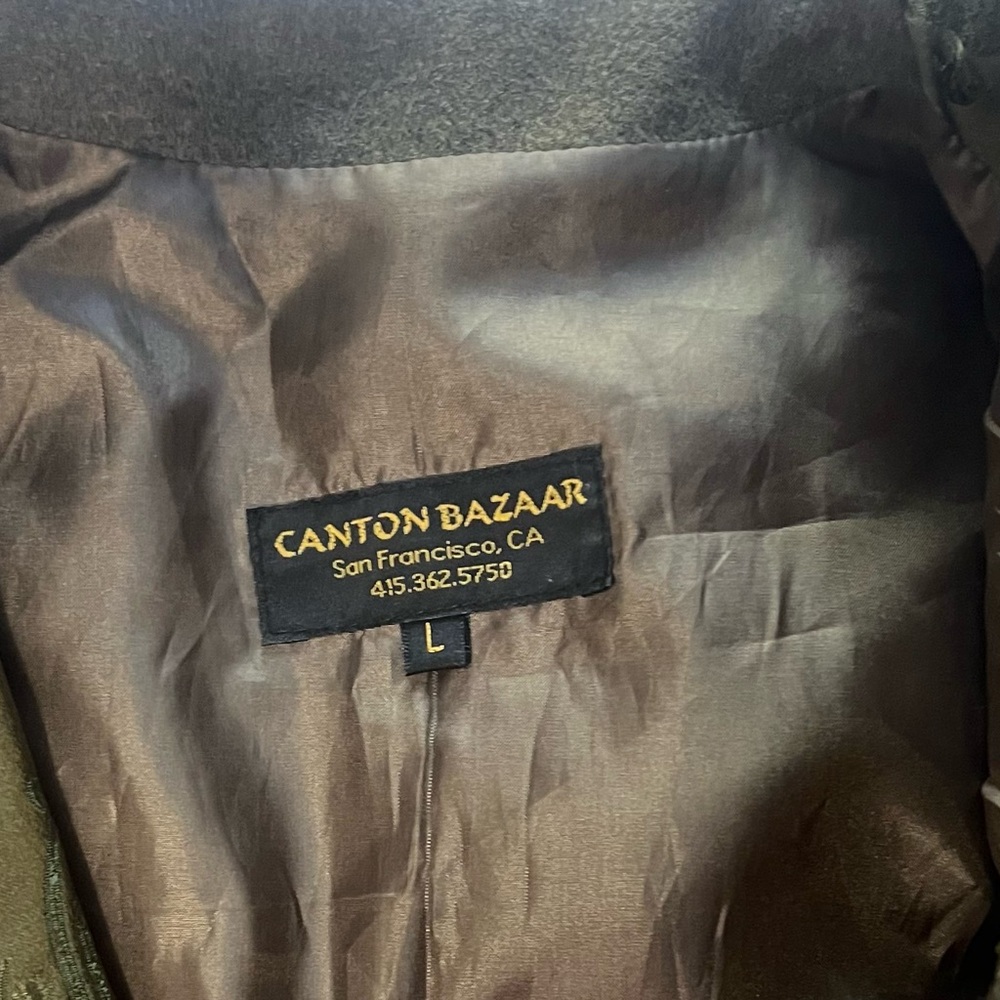 CANTON BAZAAR
San Francisco, CA
415.362.5750
L